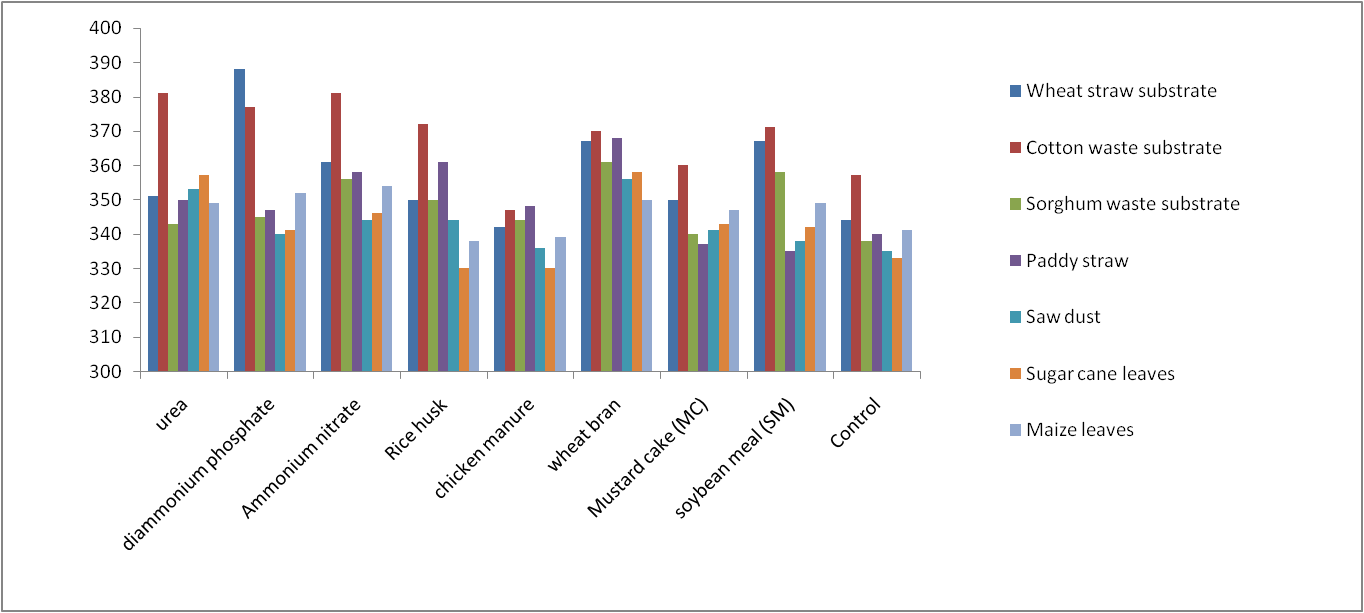 400
390
380
370
360
350
340
330
320
310
300
urea
diammonium phosphate
Ammonium nitrate
Rice husk
chicken manure
wheat bran
Mustard cake (MC)
soybean meal (SM)
Control
Wheat straw substrate
Cotton waste substrate
Sorghum waste substrate
Paddy straw
Saw dust
Sugar cane leaves
Maize leaves